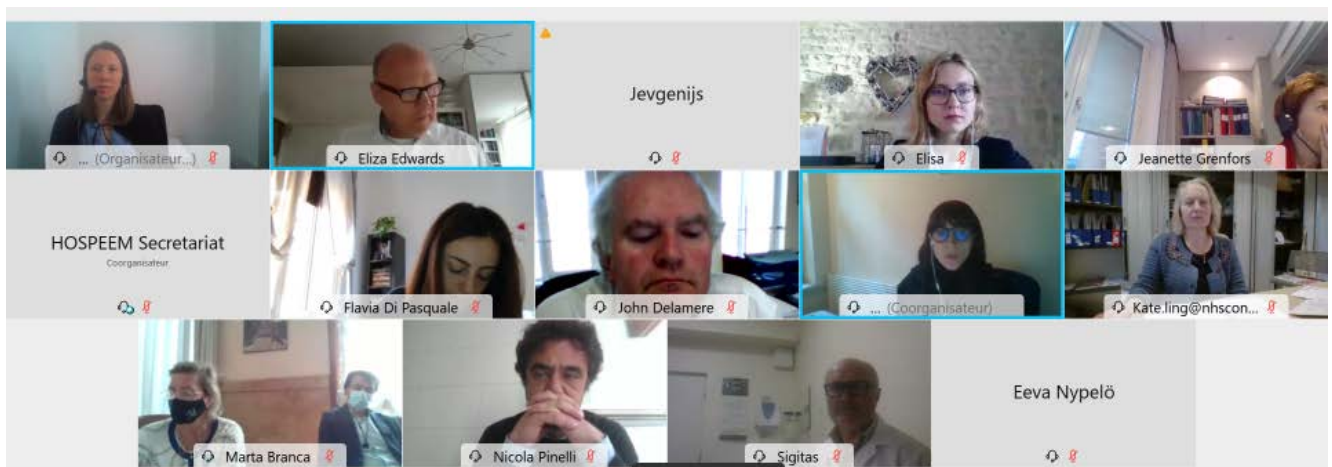 ... (Organisateur...)
Eliza Edwards
Jevgenijs
Elisa
Jeanette Grenfors
HOSPEEM Secretariat
Coorganisateur
Flavia Di Pasquale
John Delamere
... (Coorganisateur)
Kate.ling@nhscon...
Marta Branca
Nicola Pinelli
Sigitas
Eeva Nypelö